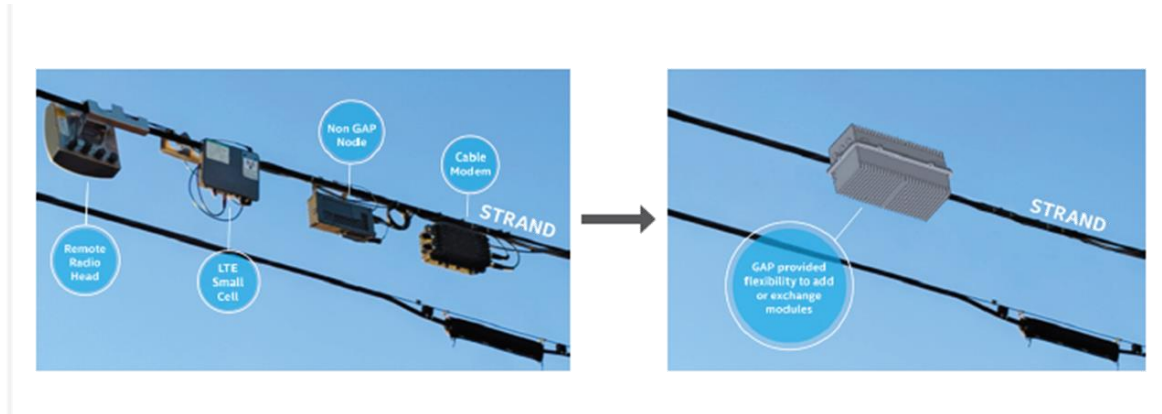 Non GAP
Node
Cable
Modem
STRAND
Remote
Radio
Head
LTE
Small
Cell
STRAND
GAP provided
flexibility to add
or exchange
modules